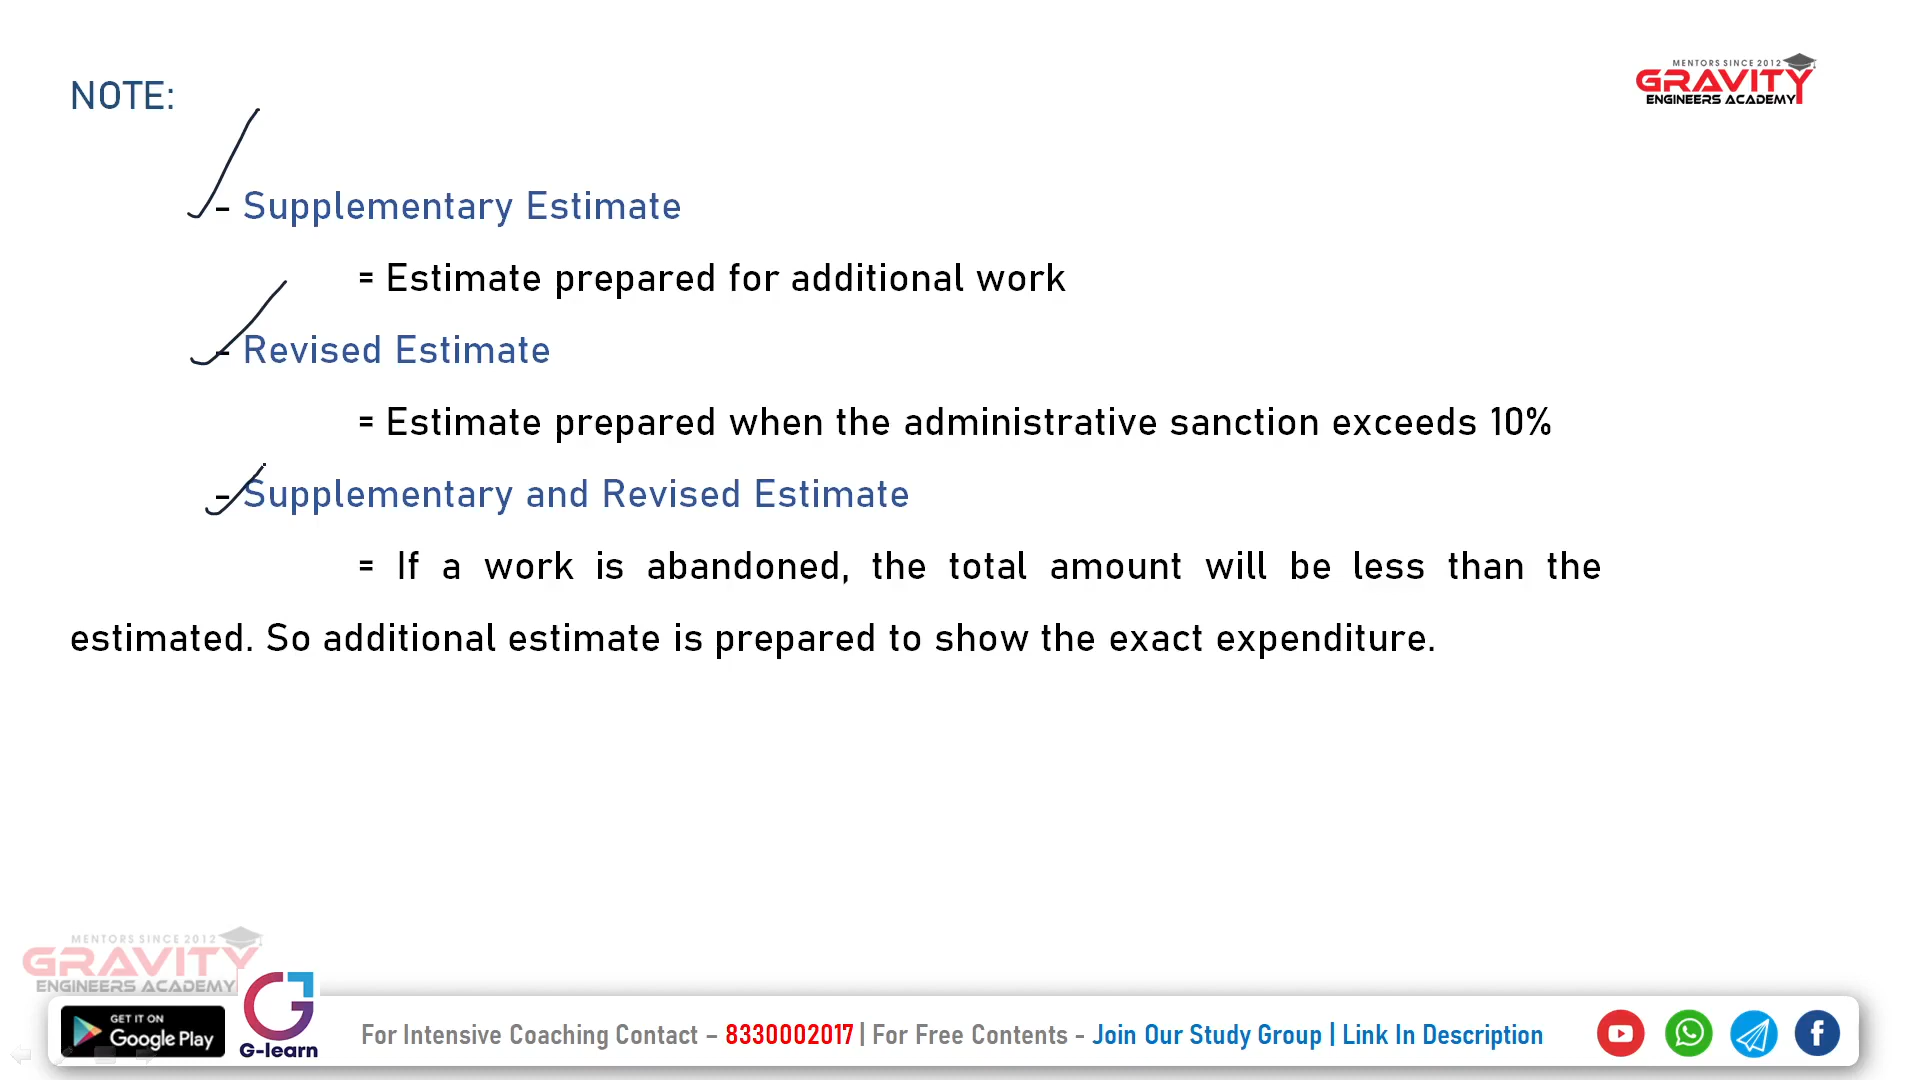 NOTE:
MENTORS SINCE 2012
GRAVITY
ENGINEERS ACADEMY
- Supplementary Estimate
= Estimate prepared for additional work
- Revised Estimate
= Estimate prepared when the administrative sanction exceeds 10%
- Supplementary and Revised Estimate
= If a work is abandoned, the total amount will be less than the
estimated. So additional estimate is prepared to show the exact expenditure.
MENTORS SINCE 2012
GRAVITY
ENGINEERS ACADEMY
GET IT ON
Google Play
G-learn
For Intensive Coaching Contact – 8330002017 | For Free Contents - Join Our Study Group | Link In Description